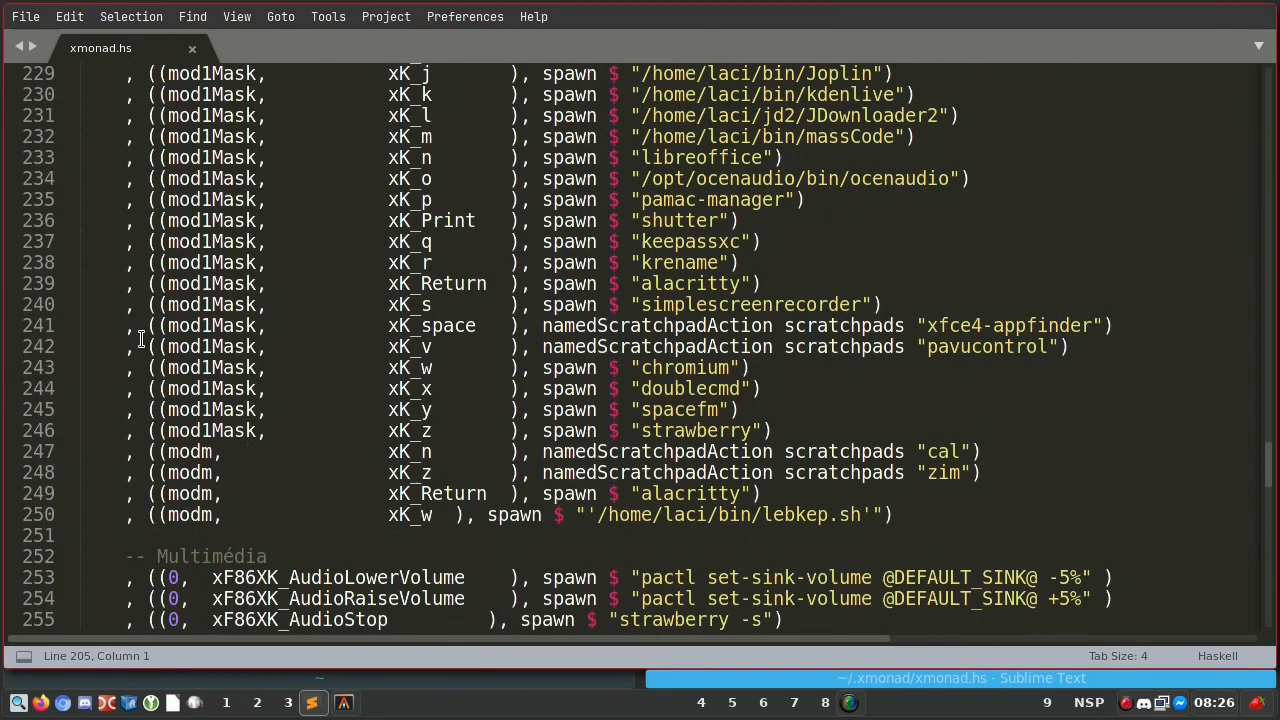 File Edit Selection Find View Goto Tools Project Preferences Help
xmonad.hs
229 , ((mod1Mask, xK_j ), spawn $ "/home/laci/bin/Joplin")
230 , ((mod1Mask, xK_k ), spawn $ "/home/laci/bin/kdenlive")
231 , ((mod1Mask, xK_l ), spawn $ "/home/laci/jd2/JDownloader2")
232 , ((mod1Mask, xK_m ), spawn $ "/home/laci/bin/massCode")
233 , ((mod1Mask, xK_n ), spawn $ "libreoffice")
234 , ((mod1Mask, xK_o ), spawn $ "/opt/ocenaudio/bin/ocenaudio")
235 , ((mod1Mask, xK_p ), spawn $ "pamac-manager")
236 , ((mod1Mask, xK_Print ), spawn $ "shutter")
237 , ((mod1Mask, xK_q ), spawn $ "keepassxc")
238 , ((mod1Mask, xK_r ), spawn $ "krename")
239 , ((mod1Mask, xK_Return ), spawn $ "alacritty")
240 , ((mod1Mask, xK_s ), spawn $ "simplescreenrecorder")
241 , ((mod1Mask, xK_space ), namedScratchpadAction scratchpads "xfce4-appfinder")
242 , ((mod1Mask, xK_v ), namedScratchpadAction scratchpads "pavucontrol")
243 , ((mod1Mask, xK_w ), spawn $ "chromium")
244 , ((mod1Mask, xK_x ), spawn $ "doublecmd")
245 , ((mod1Mask, xK_y ), spawn $ "spacefm")
246 , ((mod1Mask, xK_z ), spawn $ "strawberry")
247 , ((modm, xK_n ), namedScratchpadAction scratchpads "cal")
248 , ((modm, xK_z ), namedScratchpadAction scratchpads "zim")
249 , ((modm, xK_Return ), spawn $ "alacritty")
250 , ((modm, xK_w ), spawn $ "'/home/laci/bin/lebkep.sh'")
251
252 -- Multimédia
253 , ((0, xF86XK_AudioLowerVolume ), spawn $ "pactl set-sink-volume @DEFAULT_SINK@ -5%" )
254 , ((0, xF86XK_AudioRaiseVolume ), spawn $ "pactl set-sink-volume @DEFAULT_SINK@ +5%" )
255 , ((0, xF86XK_AudioStop ), spawn $ "strawberry -s")
Line 205, Column 1 Tab Size: 4 Haskell
~ ~/.xmonad/xmonad.hs - Sublime Text
1 2 3 4 5 6 7 8 9 NSP 08:26